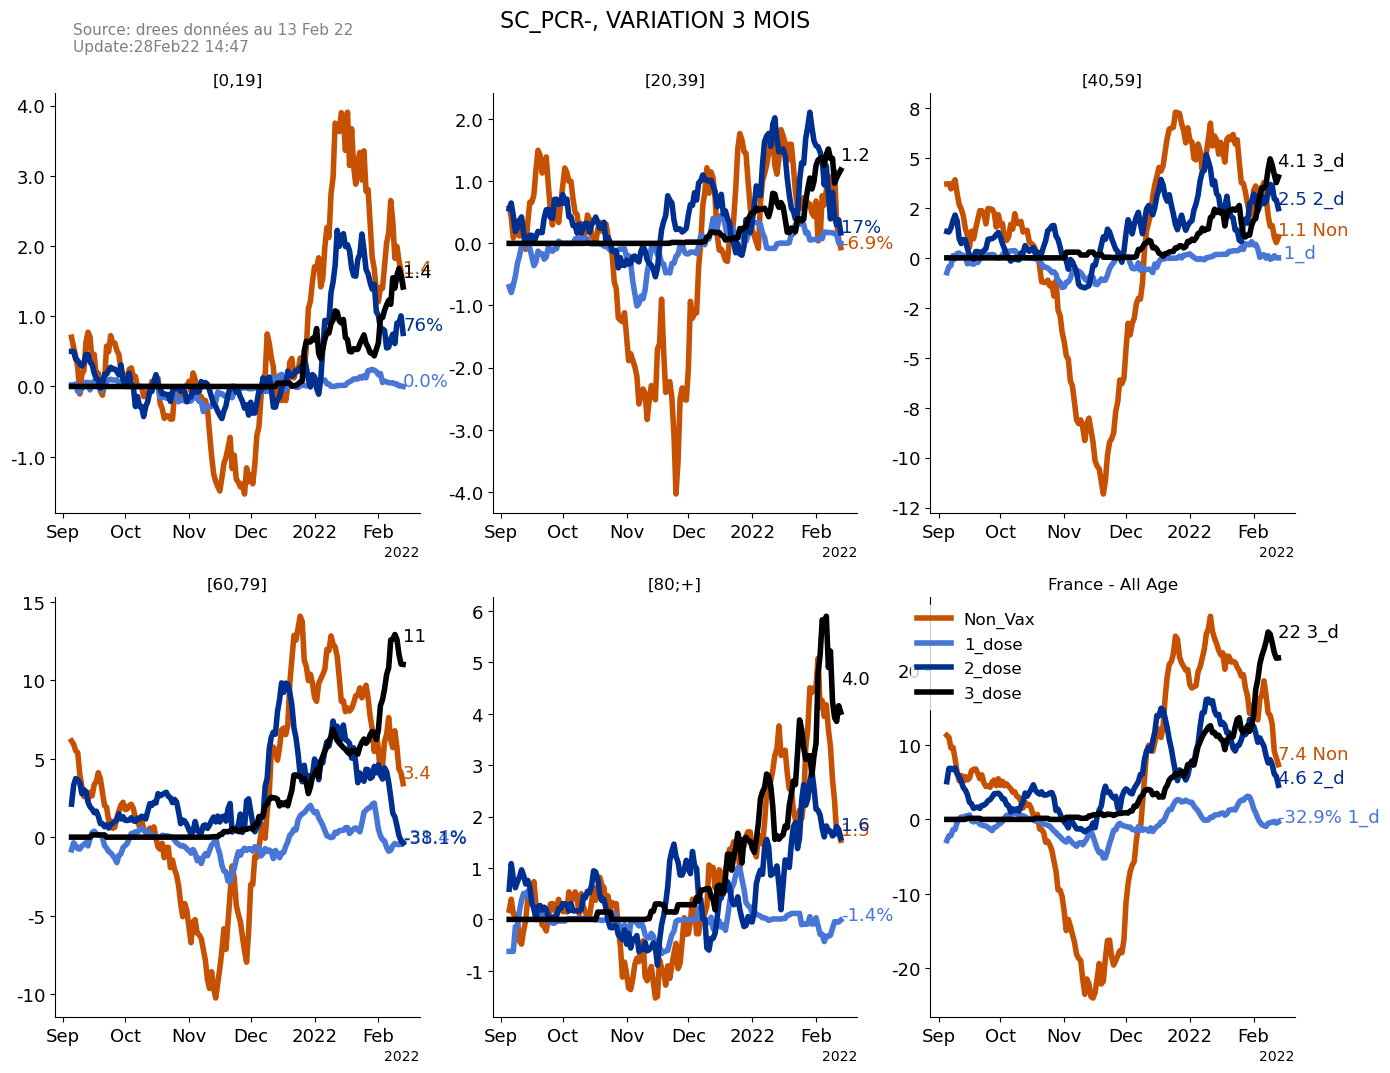 SC_PCR-, VARIATION 3 MOIS
Source: drees données au 13 Feb 22
Update:28Feb22 14:47
[0,19]
4.0
3.0
2.0
1.0
0.0
-1.0
1.4
1.4
76%
0.0%
Sep Oct Nov Dec 2022 Feb
2022
[20,39]
2.0
1.0
0.0
-1.0
-2.0
-3.0
-4.0
1.2
17%
-6.9%
Sep Oct Nov Dec 2022 Feb
2022
[40,59]
8
5
2
0
-2
-5
-8
-10
-12
4.1 3_d
2.5 2_d
1.1 Non
1_d
Sep Oct Nov Dec 2022 Feb
2022
[60,79]
15
10
5
0
-5
-10
11
3.4
Sep Oct Nov Dec 2022 Feb
2022
[80;+]
6
5
4
3
2
1
0
-1
4.0
1.6
-1.4%
Sep Oct Nov Dec 2022 Feb
2022
France - All Age
Non_Vax
1_dose
2_dose
3_dose
20
10
0
-10
-20
22 3_d
7.4 Non
4.6 2_d
-32.9% 1_d
Sep Oct Nov Dec 2022 Feb
2022